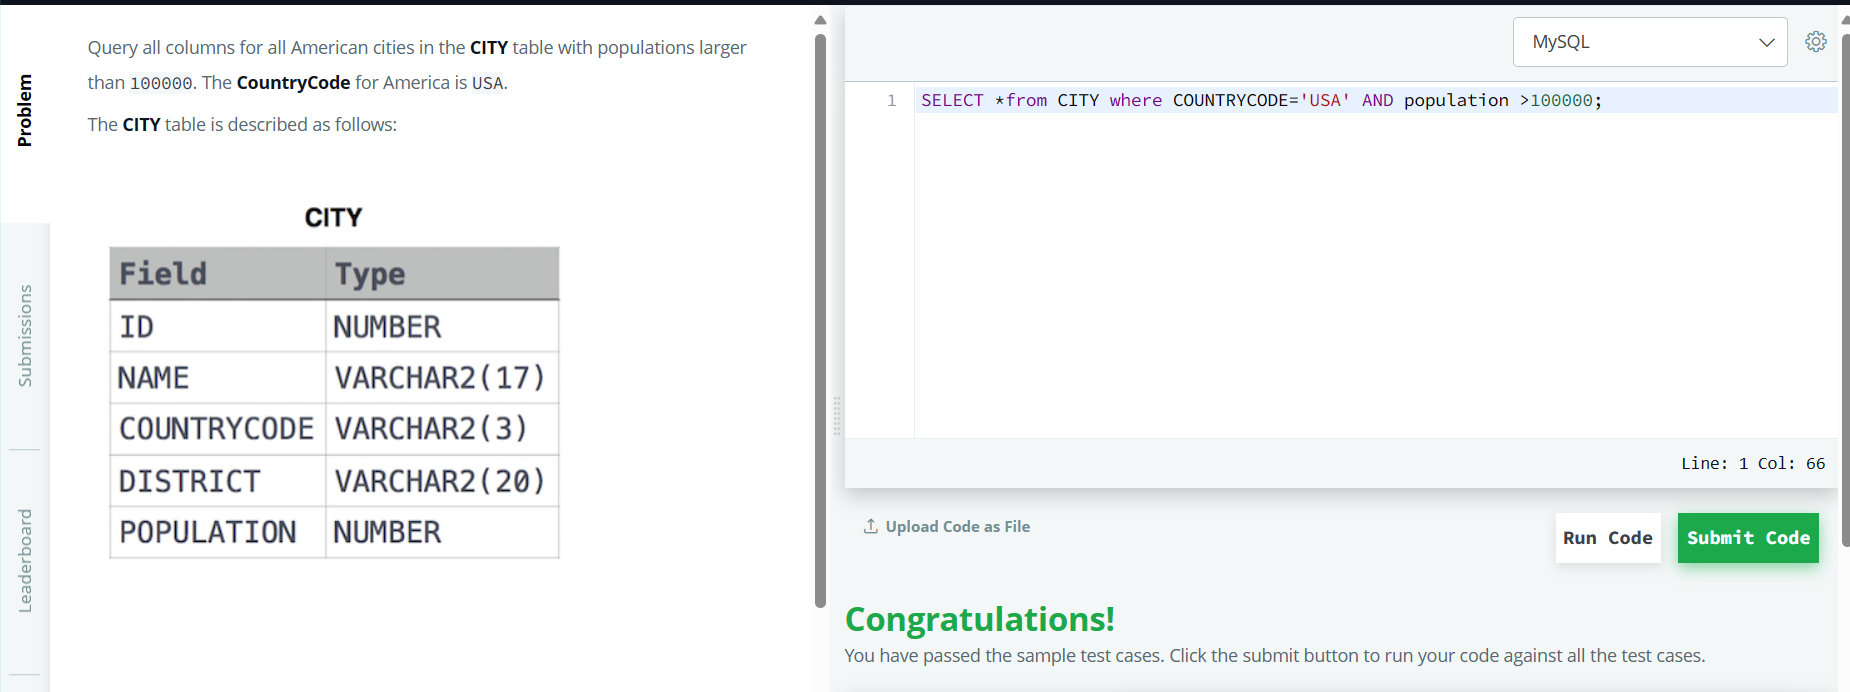 Problem
Submissions
Leaderboard
Query all columns for all American cities in the CITY table with populations larger
than 100000. The CountryCode for America is USA.
The CITY table is described as follows:
CITY
Field Type
ID NUMBER
NAME VARCHAR2(17)
COUNTRYCODE VARCHAR2(3)
DISTRICT VARCHAR2(20)
POPULATION NUMBER
MySQL
1 SELECT *from CITY where COUNTRYCODE='USA' AND population >100000;
Line: 1 Col: 66
Upload Code as File
Run Code
Submit Code
Congratulations!
You have passed the sample test cases. Click the submit button to run your code against all the test cases.